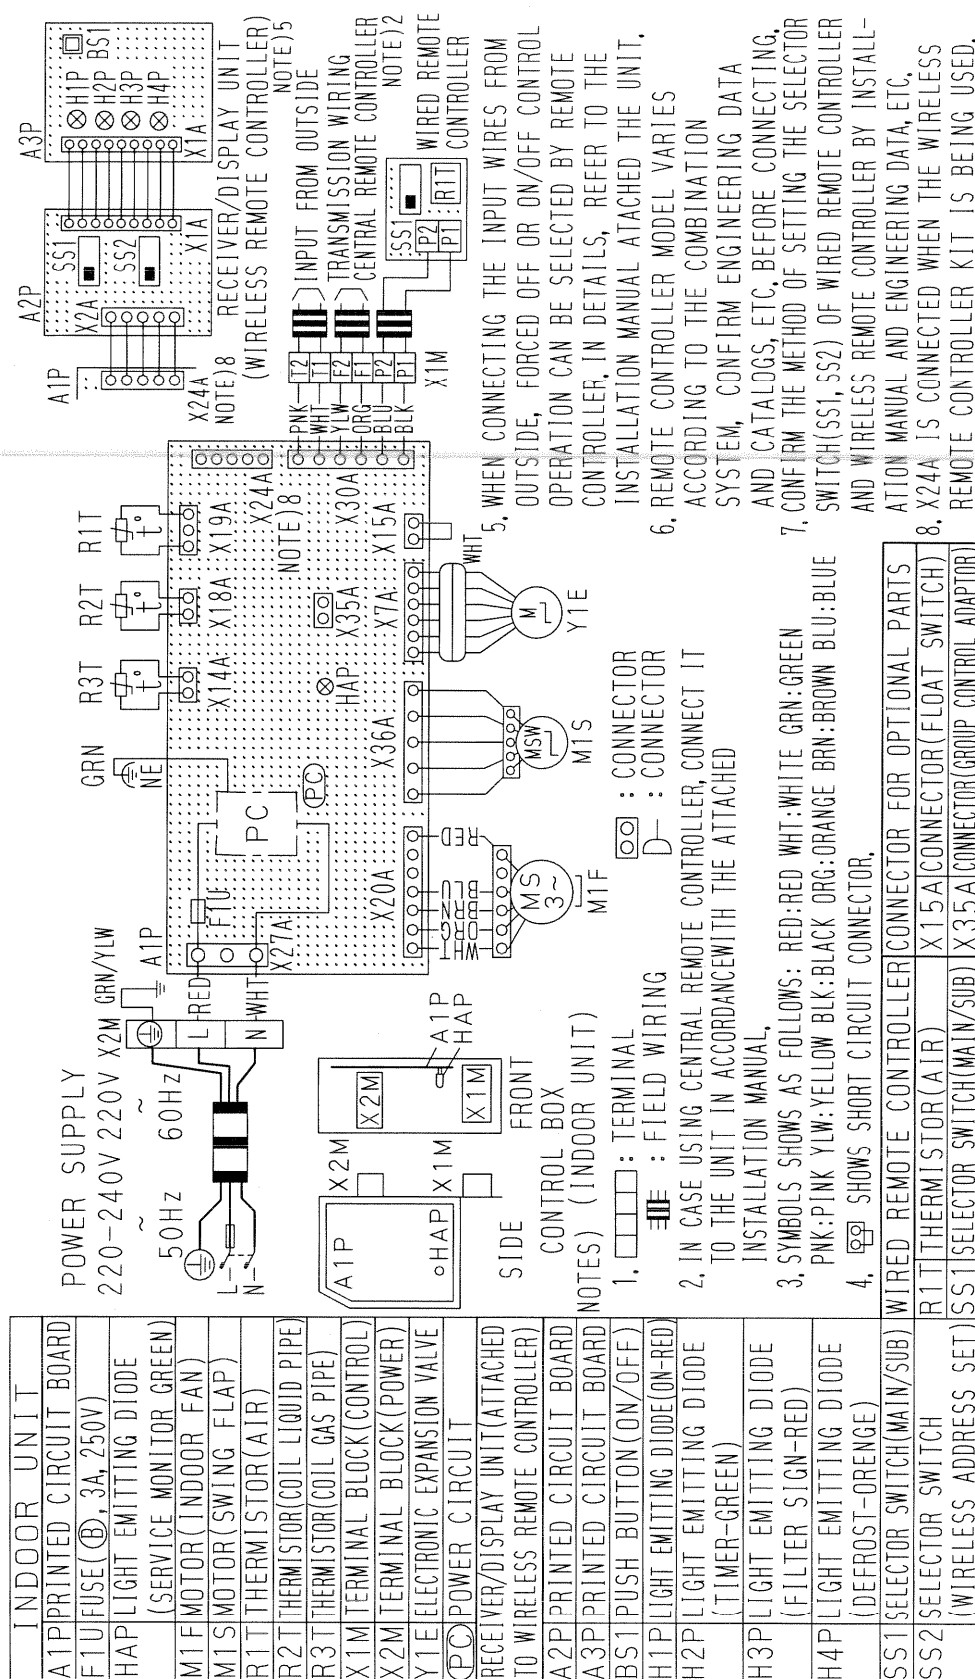 INDOOR UNIT
A1P PRINTED CIRCUIT BOARD
F1U FUSE(Ⓑ, 3A, 250V)
HAP LIGHT EMITTING DIODE
(SERVICE MONITOR GREEN)
M1F MOTOR(INDOOR FAN)
M1S MOTOR(SWING FLAP)
R1T THERMISTOR(AIR)
R2T THERMISTOR(COIL LIQUID PIPE)
R3T THERMISTOR(COIL GAS PIPE)
X1M TERMINAL BLOCK(CONTROL)
X2M TERMINAL BLOCK(POWER)
Y1E ELECTRONIC EXPANSION VALVE
PC POWER CIRCUIT
RECEIVER/DISPLAY UNIT(ATTACHED
TO WIRELESS REMOTE CONTROLLER)
A2P PRINTED CIRCUIT BOARD
A3P PRINTED CIRCUIT BOARD
BS1 PUSH BUTTON(ON/OFF)
H1P LIGHT EMITTING DIODE(ON-RED)
H2P LIGHT EMITTING DIODE
(TIMER-GREEN)
H3P LIGHT EMITTING DIODE
(FILTER SIGN-RED)
H4P LIGHT EMITTING DIODE
(DEFROST-ORENGE)
SS1 SELECTOR SWITCH(MAIN/SUB)
SS2 SELECTOR SWITCH
(WIRELESS ADDRESS SET)
WIRED REMOTE CONTROLLER
R1T THERMISTOR(AIR)
SS1 SELECTOR SWITCH(MAIN/SUB)
CONNECTOR FOR OPTIONAL PARTS
X15A CONNECTOR(FLOAT SWITCH)
X35A CONNECTOR(GROUP CONTROL ADAPTOR)
POWER SUPPLY
220-240V 220V
~ ~
50HZ 60HZ
L
N
X2M
GRN/YLW
L
N
RED
WHT
A1P
X27A
F1U
PC
PC
GRN
NE
R3T
t°
X14A
R2T
t°
X18A
R1T
t°
X19A
HAP
X35A
X24A
NOTE)8
X30A
X20A
X36A
X7A
X15A
WHT
ORG
BRN
BLU
RED
MS
3~
M1F
MSW
M1S
WHT
M
Y1E
A1P
X24A
NOTE)8
A2P
X2A
SS1
SS2
X1A
A3P
H1P
H2P
H3P
H4P
BS1
X1A
RECEIVER/DISPLAY UNIT
(WIRELESS REMOTE CONTROLLER)
NOTE)5
PNK
WHT
YLW
ORG
BLU
BLK
T2
T1
F2
F1
P2
P1
X1M
INPUT FROM OUTSIDE
TRANSMISSION WIRING
CENTRAL REMOTE CONTROLLER
NOTE)2
SS1
P2
P1
R1T
WIRED REMOTE
CONTROLLER
A1P
HAP
X2M
X1M
SIDE
X2M
X1M
A1P
HAP
FRONT
CONTROL BOX
(INDOOR UNIT)
NOTES)
1. : TERMINAL
: FIELD WIRING
: CONNECTOR
: CONNECTOR
2. IN CASE USING CENTRAL REMOTE CONTROLLER, CONNECT IT
TO THE UNIT IN ACCORDANCEWITH THE ATTACHED
INSTALLATION MANUAL.
3. SYMBOLS SHOWS AS FOLLOWS: RED:RED WHT:WHITE GRN:GREEN
PNK:PINK YLW:YELLOW BLK:BLACK ORG:ORANGE BRN:BROWN BLU:BLUE
4. SHOWS SHORT CIRCUIT CONNECTOR.
5. WHEN CONNECTING THE INPUT WIRES FROM
OUTSIDE, FORCED OFF OR ON/OFF CONTROL
OPERATION CAN BE SELECTED BY REMOTE
CONTROLLER. IN DETAILS, REFER TO THE
INSTALLATION MANUAL ATACHED THE UNIT.
6. REMOTE CONTROLLER MODEL VARIES
ACCORDING TO THE COMBINATION
SYSTEM, CONFIRM ENGINEERING DATA
AND CATALOGS, ETC. BEFORE CONNECTING.
7. CONFIRM THE METHOD OF SETTING THE SELECTOR
SWITCH(SS1, SS2) OF WIRED REMOTE CONTROLLER
AND WIRELESS REMOTE CONTROLLER BY INSTALL-
ATION MANUAL AND ENGINEERING DATA, ETC.
8. X24A IS CONNECTED WHEN THE WIRELESS
REMOTE CONTROLLER KIT IS BEING USED.